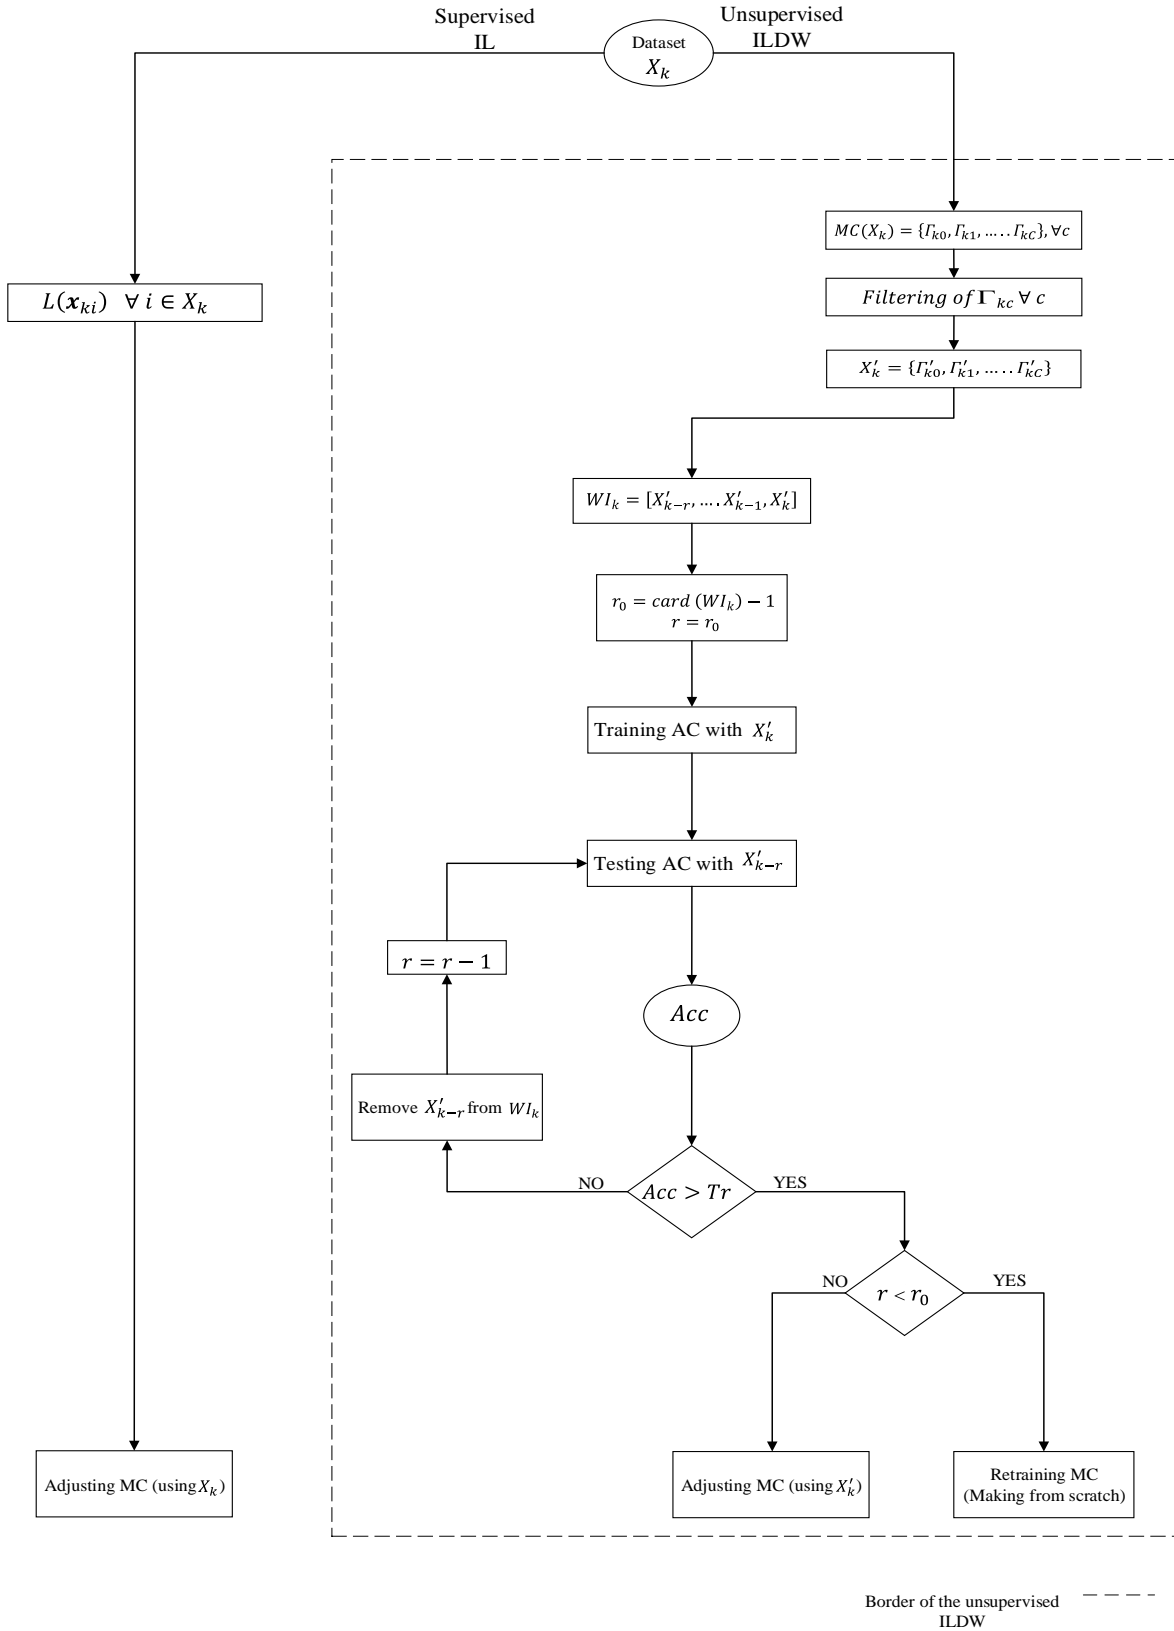 Supervised
IL
Dataset
X_k
Unsupervised
ILDW
MC(X_k) = {Γ_k0, Γ_k1, ….. Γ_kC}, ∀c
L(x_ki) ∀ i ∈ X_k
Filtering of Γ_kc ∀ c
X′_k = {Γ′_k0, Γ′_k1, ….. Γ′_kC}
WI_k = [X′_k−r, …. X′_k−1, X′_k]
r_0 = card (WI_k) − 1
r = r_0
Training AC with X′_k
Testing AC with X′_k−r
r = r − 1
Acc
Remove X′_k−r from WI_k
NO
Acc > Tr
YES
NO
r < r_0
YES
Adjusting MC (using X_k)
Adjusting MC (using X′_k)
Retraining MC
(Making from scratch)
Border of the unsupervised
ILDW